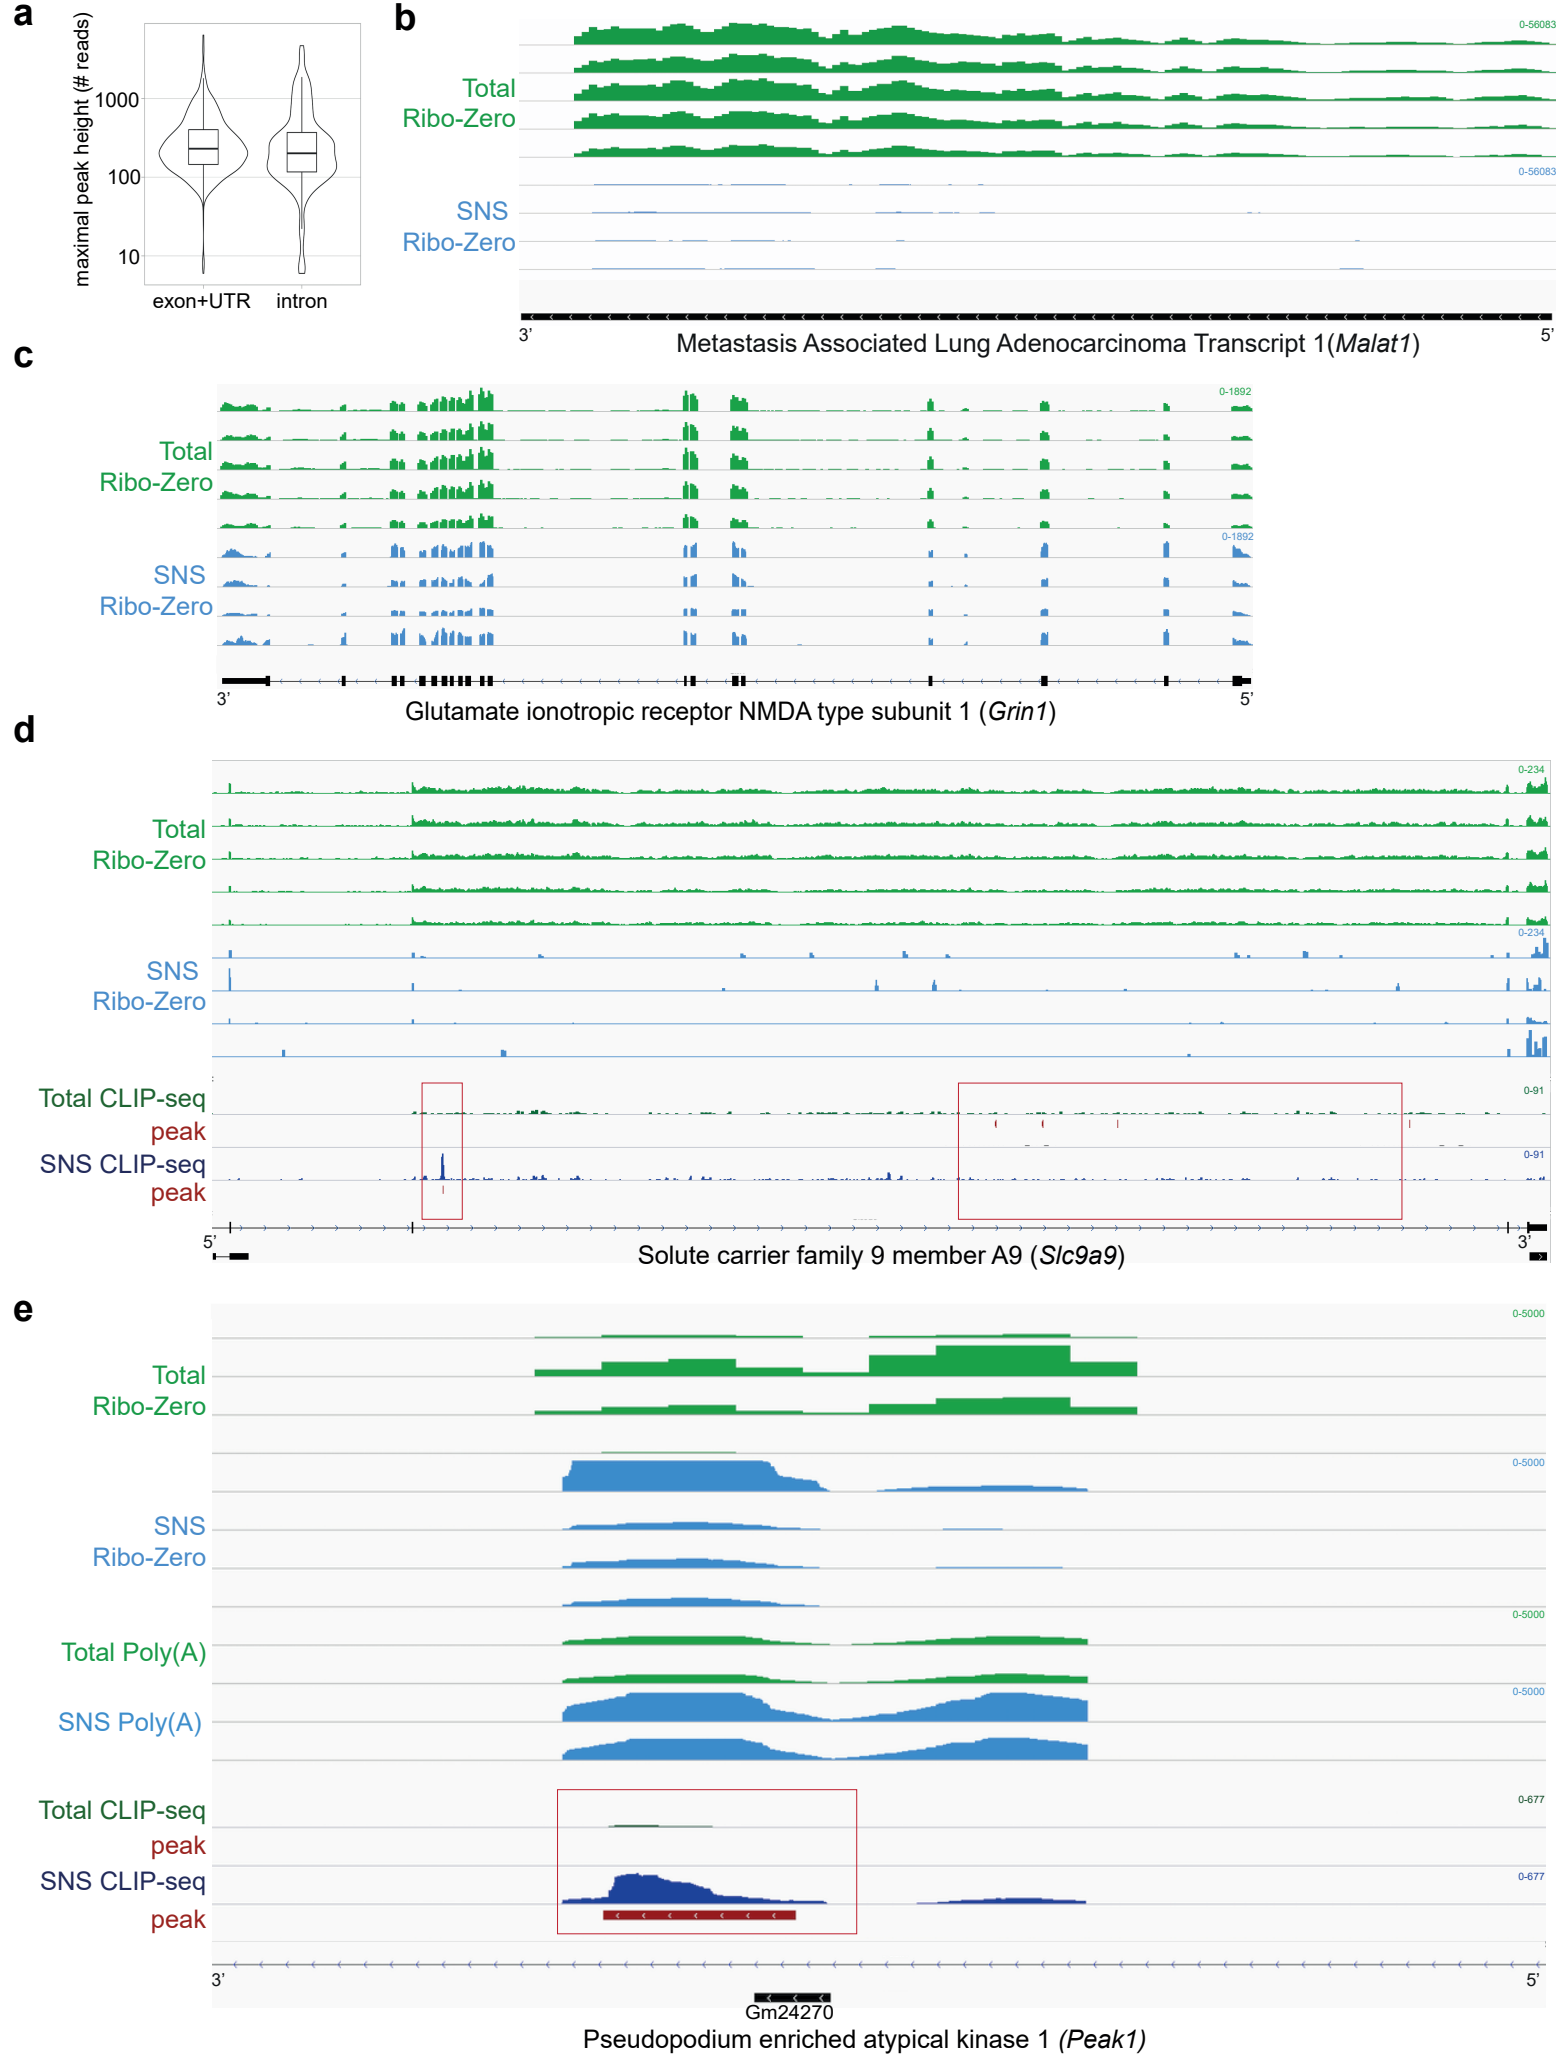 a
maximal peak height (# reads)
1000
100
10
exon+UTR intron
b
0-56083
Total
Ribo-Zero
0-56083
SNS
Ribo-Zero
3’ 5’
Metastasis Associated Lung Adenocarcinoma Transcript 1(Malat1)
c
0-1892
Total
Ribo-Zero
0-1892
SNS
Ribo-Zero
3’ 5’
Glutamate ionotropic receptor NMDA type subunit 1 (Grin1)
d
0-234
Total
Ribo-Zero
0-234
SNS
Ribo-Zero
Total CLIP-seq 0-91
peak
SNS CLIP-seq 0-91
peak
5’ 3’
Solute carrier family 9 member A9 (Slc9a9)
e
0-5000
Total
Ribo-Zero
0-5000
SNS
Ribo-Zero
0-5000
Total Poly(A)
0-5000
SNS Poly(A)
Total CLIP-seq 0-677
peak
SNS CLIP-seq 0-677
peak
3’ 5’
Gm24270
Pseudopodium enriched atypical kinase 1 (Peak1)